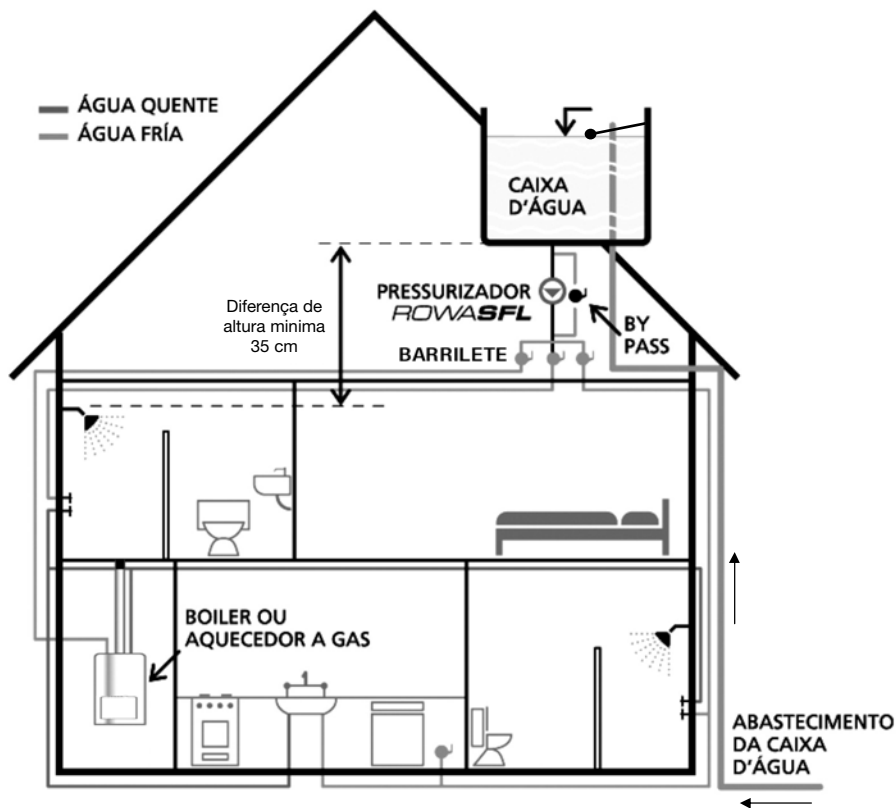 ÁGUA QUENTE
ÁGUA FRÍA
CAIXA
D'ÁGUA
Diferença de
altura minima
35 cm
PRESSURIZADOR
ROWASFL
BY
PASS
BARRILETE
BOILER OU
AQUECEDOR A GAS
ABASTECIMENTO
DA CAIXA
D'ÁGUA